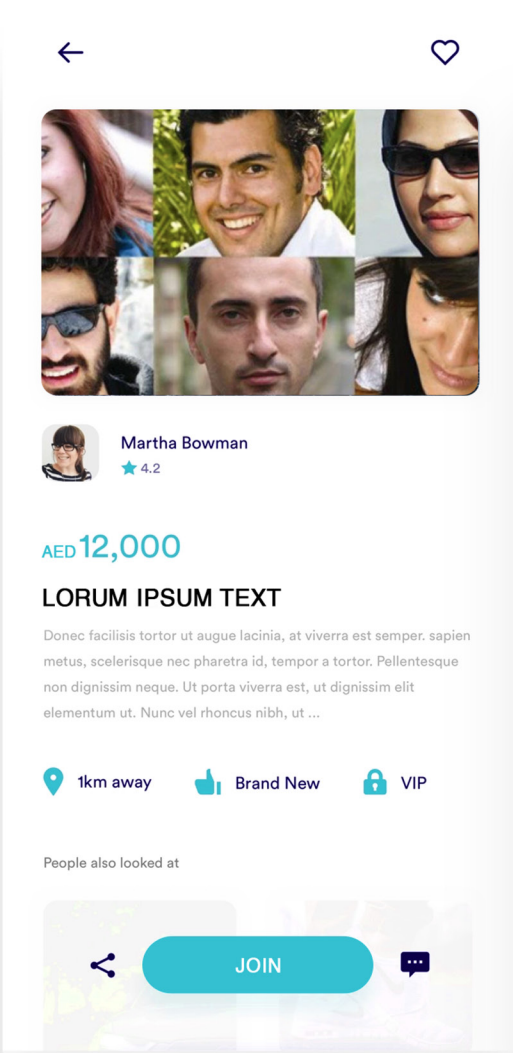 Martha Bowman
4.2
AED 12,000
LORUM IPSUM TEXT
Donec facilisis tortor ut augue lacinia, at viverra est semper. sapien
metus, scelerisque nec pharetra id, tempor a tortor. Pellentesque
non dignissim neque. Ut porta viverra est, ut dignissim elit
elementum ut. Nunc vel rhoncus nibh, ut ...
1km away Brand New VIP
People also looked at
JOIN